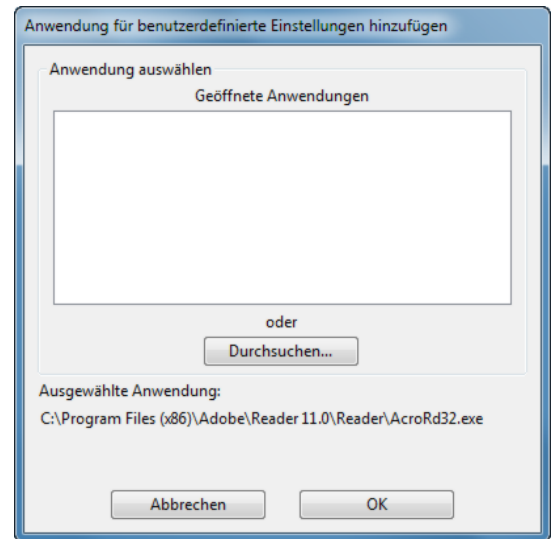 Anwendung für benutzerdefinierte Einstellungen hinzufügen
Anwendung auswählen
Geöffnete Anwendungen
oder
Durchsuchen...
Ausgewählte Anwendung:
C:\Program Files (x86)\Adobe\Reader 11.0\Reader\AcroRd32.exe
Abbrechen OK